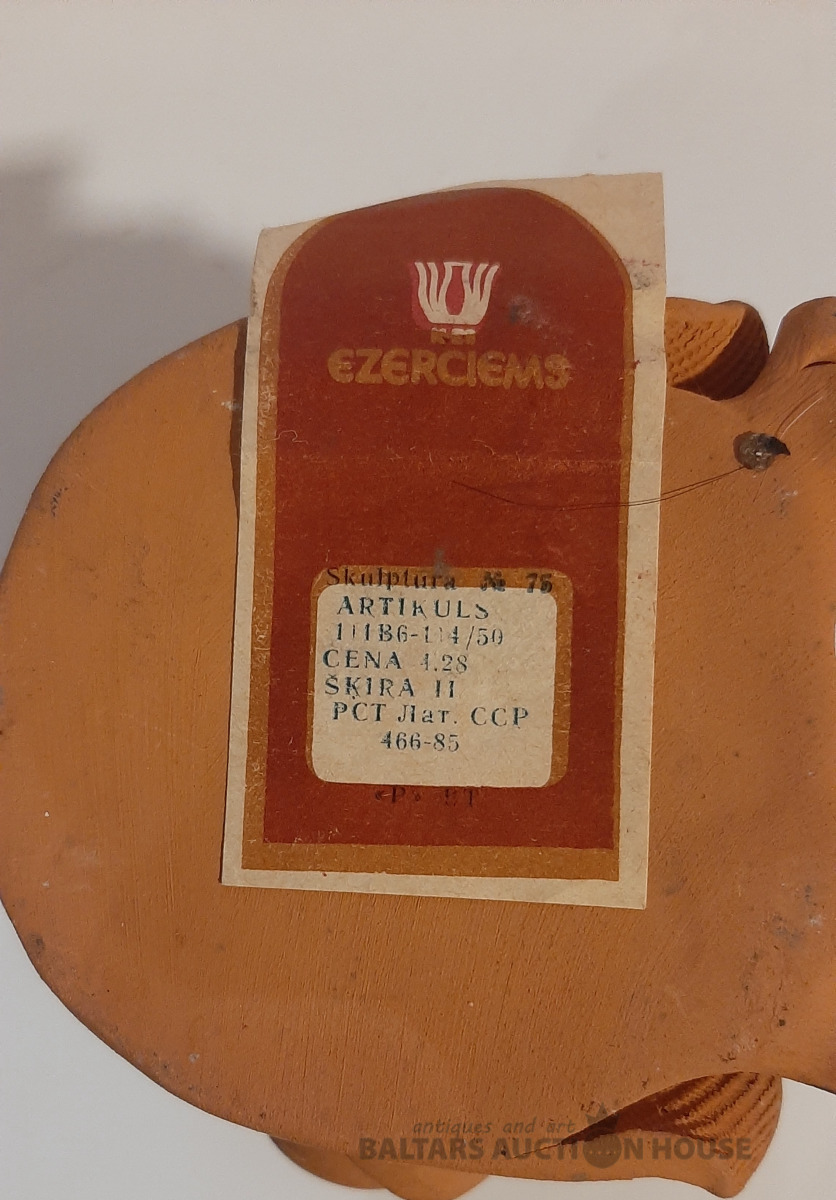 EZERCIEMS
Skulptura № 75
ARTIKULS
CENA 4.28
ŠĶIRA II
РСТ Лат. ССР
466-85
antiques and art
BALTARS AUCTION HOUSE